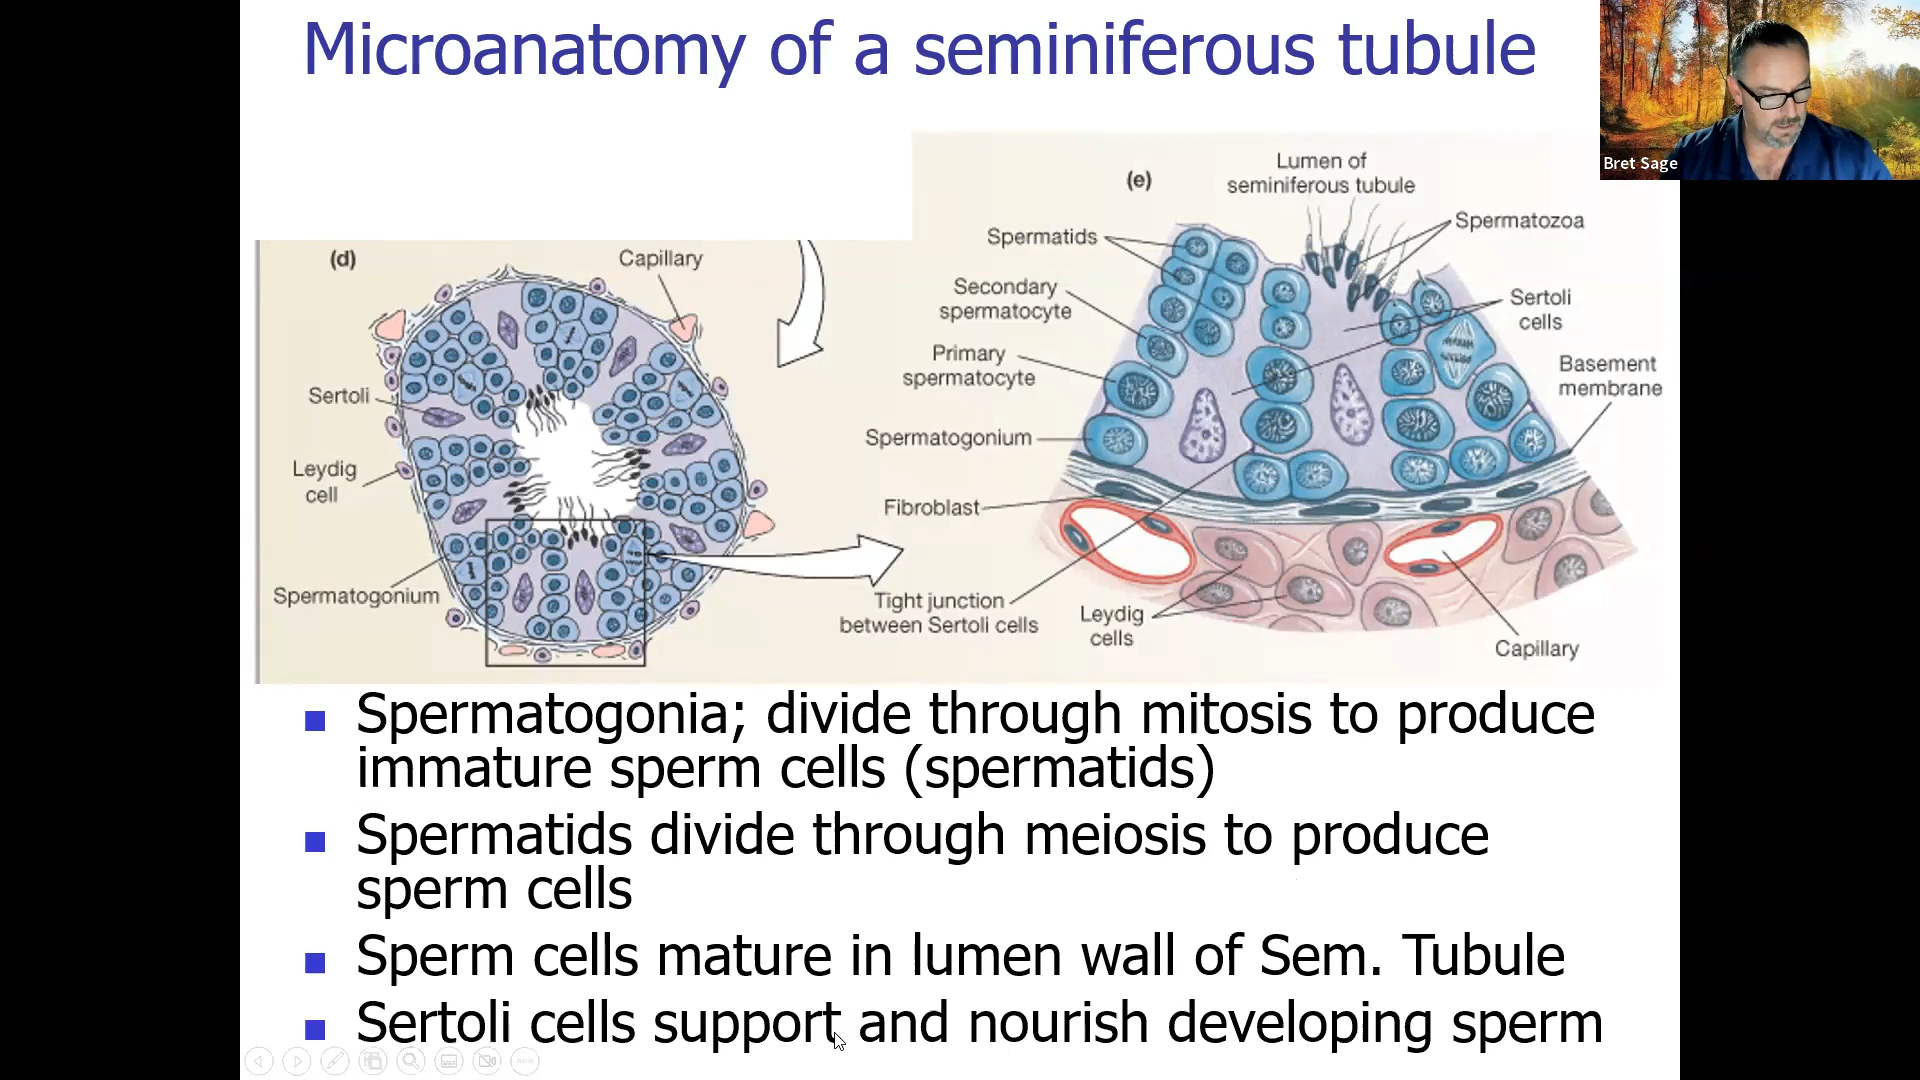 Microanatomy of a seminiferous tubule
Bret Sage
(d)
Capillary
Sertoli
Leydig
cell
Spermatogonium
(e)
Lumen of
seminiferous tubule
Spermatozoa
Spermatids
Secondary
spermatocyte
Primary
spermatocyte
Spermatogonium
Fibroblast
Tight junction
between Sertoli cells
Sertoli
cells
Basement
membrane
Leydig
cells
Capillary
Spermatogonia; divide through mitosis to produce
immature sperm cells (spermatids)
Spermatids divide through meiosis to produce
sperm cells
Sperm cells mature in lumen wall of Sem. Tubule
Sertoli cells support and nourish developing sperm